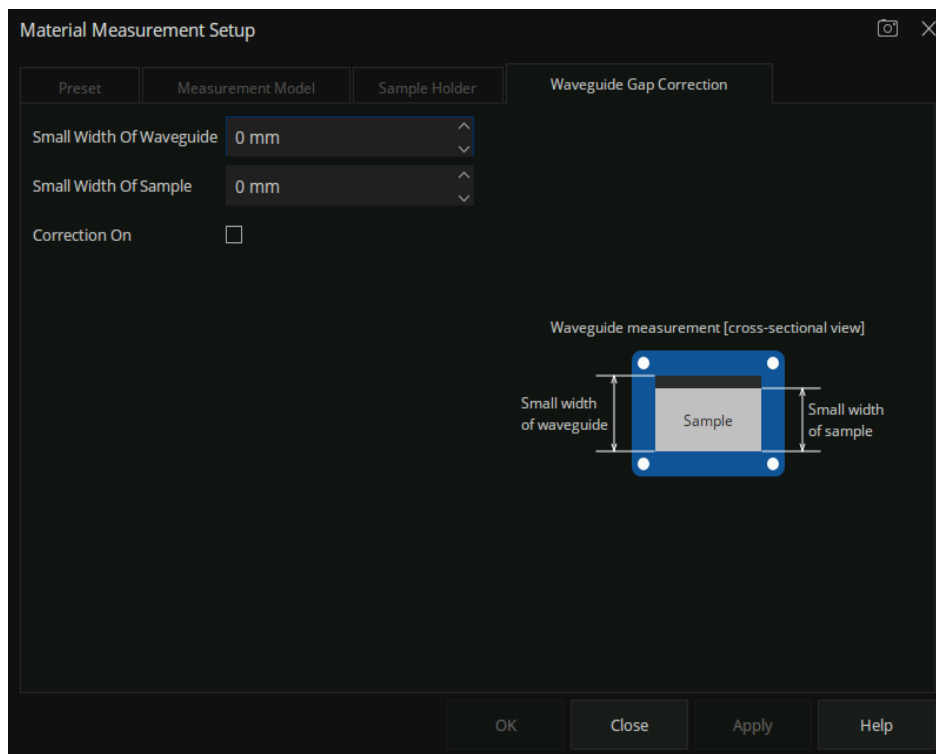 Material Measurement Setup
Preset
Measurement Model
Sample Holder
Waveguide Gap Correction
Small Width Of Waveguide
0 mm
Small Width Of Sample
0 mm
Correction On
Waveguide measurement [cross-sectional view]
Small width
of waveguide
Sample
Small width
of sample
OK
Close
Apply
Help